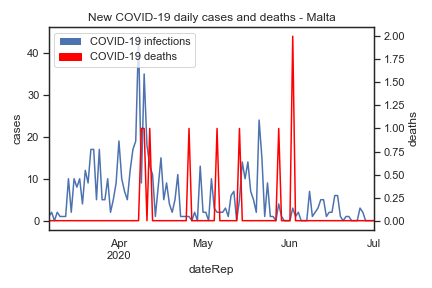 New COVID-19 daily cases and deaths - Malta
COVID-19 infections
COVID-19 deaths
cases
40
30
20
10
0
deaths
2.00
1.75
1.50
1.25
1.00
0.75
0.50
0.25
0.00
Apr
2020
May
Jun
Jul
dateRep